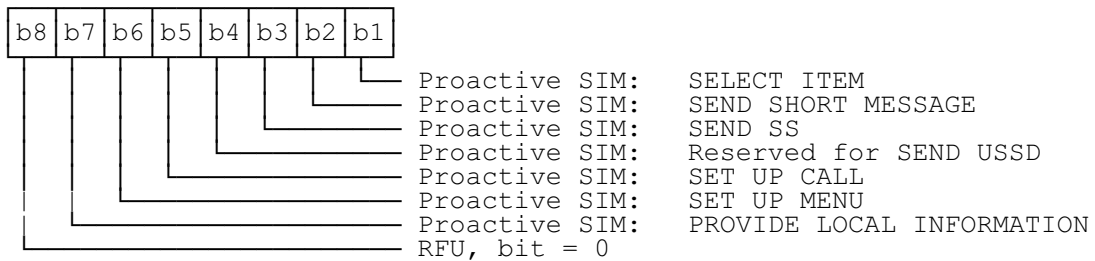 b8 b7 b6 b5 b4 b3 b2 b1
Proactive SIM: SELECT ITEM
Proactive SIM: SEND SHORT MESSAGE
Proactive SIM: SEND SS
Proactive SIM: Reserved for SEND USSD
Proactive SIM: SET UP CALL
Proactive SIM: SET UP MENU
Proactive SIM: PROVIDE LOCAL INFORMATION
RFU, bit = 0